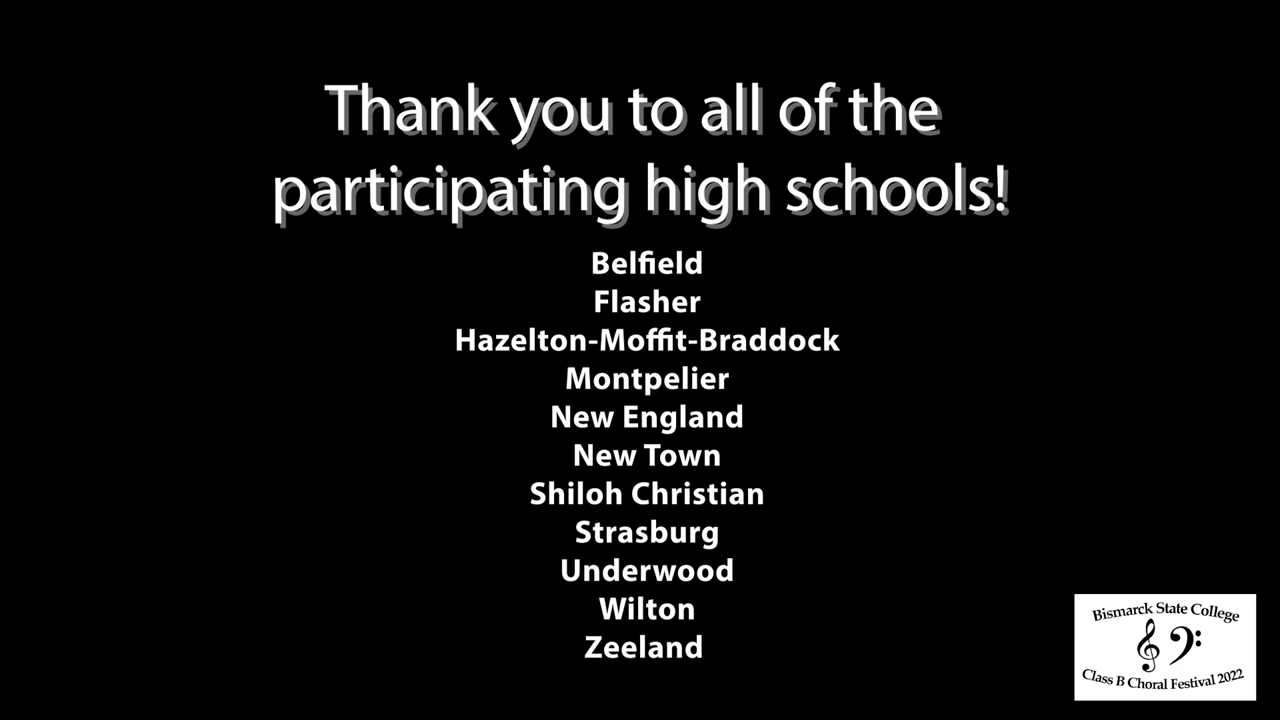 Thank you to all of the
participating high schools!
Belfield
Flasher
Hazelton-Moffit-Braddock
Montpelier
New England
New Town
Shiloh Christian
Strasburg
Underwood
Wilton
Zeeland
Bismarck State College
Class B Choral Festival 2022